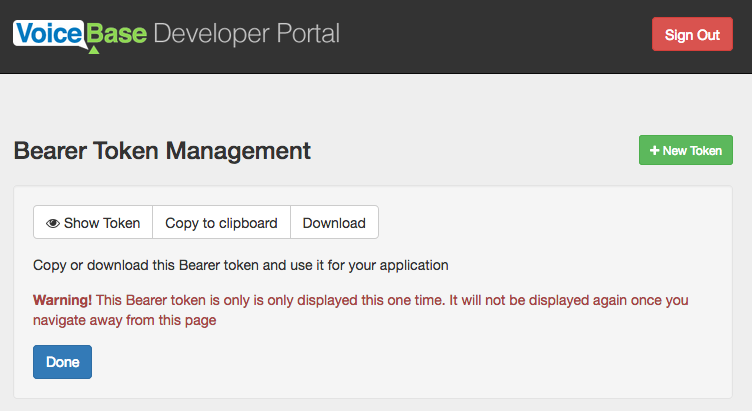 VoiceBase Developer Portal
Sign Out
Bearer Token Management
+ New Token
Show Token Copy to clipboard Download
Copy or download this Bearer token and use it for your application
Warning! This Bearer token is only is only displayed this one time. It will not be displayed again once you
navigate away from this page
Done